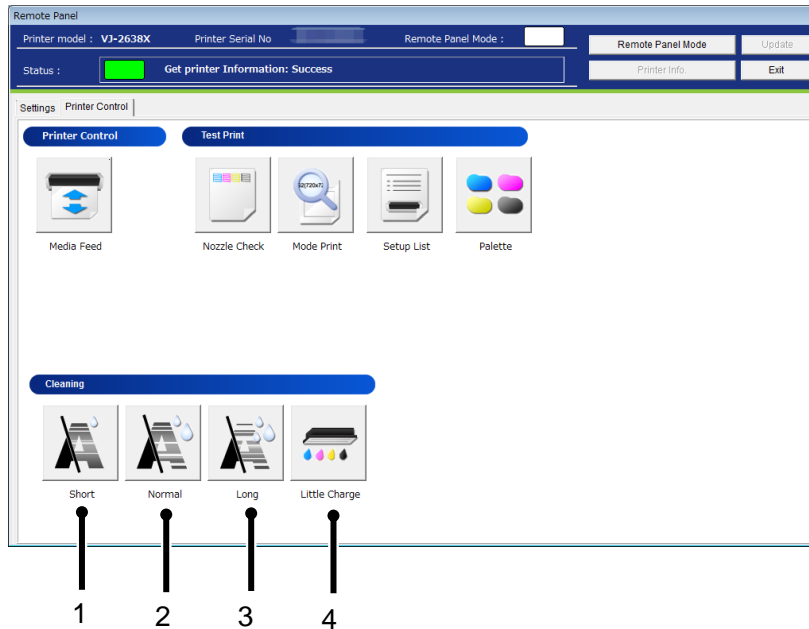 Remote Panel
Printer model : VJ-2638X Printer Serial No Remote Panel Mode :
Remote Panel Mode Update
Status : Get printer Information: Success
Printer Info. Exit
Settings Printer Control
Printer Control Test Print
Media Feed Nozzle Check Mode Print Setup List Palette
Cleaning
Short Normal Long Little Charge
1 2 3 4